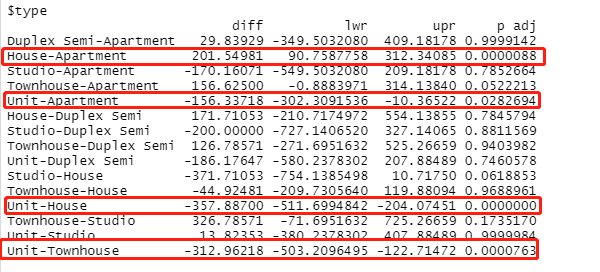 $type
diff lwr upr p adj
Duplex Semi-Apartment 29.83929 -349.5032080 409.18178 0.9999142
House-Apartment 201.54981 90.7587758 312.34085 0.0000088
Studio-Apartment -170.16071 -549.5032080 209.18178 0.7852664
Townhouse-Apartment 156.62500 -0.8883971 314.13840 0.0522213
Unit-Apartment -156.33718 -302.3091536 -10.36522 0.0282694
House-Duplex Semi 171.71053 -210.7174972 554.13855 0.7845794
Studio-Duplex Semi -200.00000 -727.1406520 327.14065 0.8811569
Townhouse-Duplex Semi 126.78571 -271.6951632 525.26659 0.9403982
Unit-Duplex Semi -186.17647 -580.2378302 207.88489 0.7460578
Studio-House -371.71053 -754.1385498 10.71750 0.0618853
Townhouse-House -44.92481 -209.7305640 119.88094 0.9688961
Unit-House -357.88700 -511.6994842 -204.07451 0.0000000
Townhouse-Studio 326.78571 -71.6951632 725.26659 0.1735170
Unit-Studio 13.82353 -380.2378302 407.88489 0.9999984
Unit-Townhouse -312.96218 -503.2096495 -122.71472 0.0000763